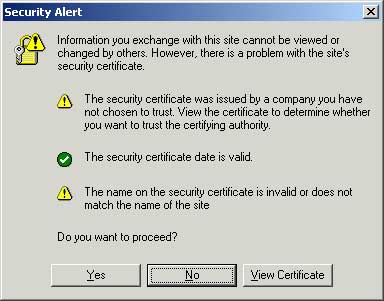 Security Alert
Information you exchange with this site cannot be viewed or
changed by others. However, there is a problem with the site's
security certificate.
The security certificate was issued by a company you have
not chosen to trust. View the certificate to determine whether
you want to trust the certifying authority.
The security certificate date is valid.
The name on the security certificate is invalid or does not
match the name of the site
Do you want to proceed?
Yes
No
View Certificate